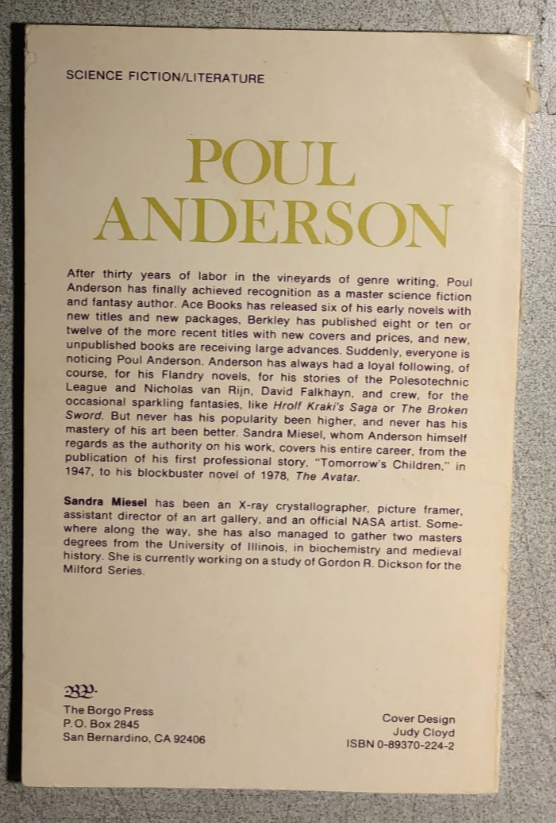 SCIENCE FICTION/LITERATURE
POUL
ANDERSON
After thirty years of labor in the vineyards of genre writing, Poul
Anderson has finally achieved recognition as a master science fiction
and fantasy author. Ace Books has released six of his early novels with
new titles and new packages, Berkley has published eight or ten or
twelve of the more recent titles with new covers and prices, and new,
unpublished books are receiving large advances. Suddenly, everyone is
noticing Poul Anderson. Anderson has always had a loyal following, of
course, for his Flandry novels, for his stories of the Polesotechnic
League and Nicholas van Rijn, David Falkhayn, and crew, for the
occasional sparkling fantasies, like Hrolf Kraki's Saga or The Broken
Sword. But never has his popularity been higher, and never has his
mastery of his art been better. Sandra Miesel, whom Anderson himself
regards as the authority on his work, covers his entire career, from the
publication of his first professional story, "Tomorrow's Children," in
1947, to his blockbuster novel of 1978, The Avatar.
Sandra Miesel has been an X-ray crystallographer, picture framer,
assistant director of an art gallery, and an official NASA artist. Some-
where along the way, she has also managed to gather two masters
degrees from the University of Illinois, in biochemistry and medieval
history. She is currently working on a study of Gordon R. Dickson for the
Milford Series.
BP
The Borgo Press
P.O. Box 2845
San Bernardino, CA 92406
Cover Design
Judy Cloyd
ISBN 0-89370-224-2